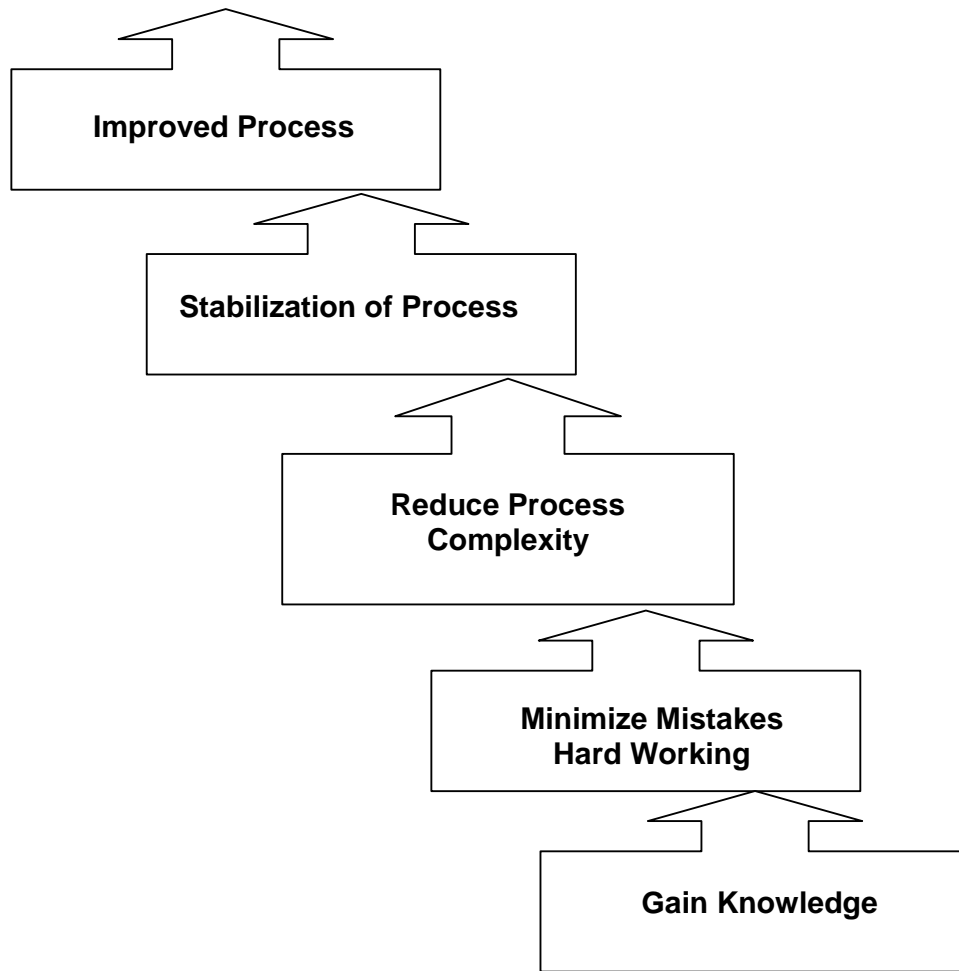 Improved Process
Stabilization of Process
Reduce Process
Complexity
Minimize Mistakes
Hard Working
Gain Knowledge